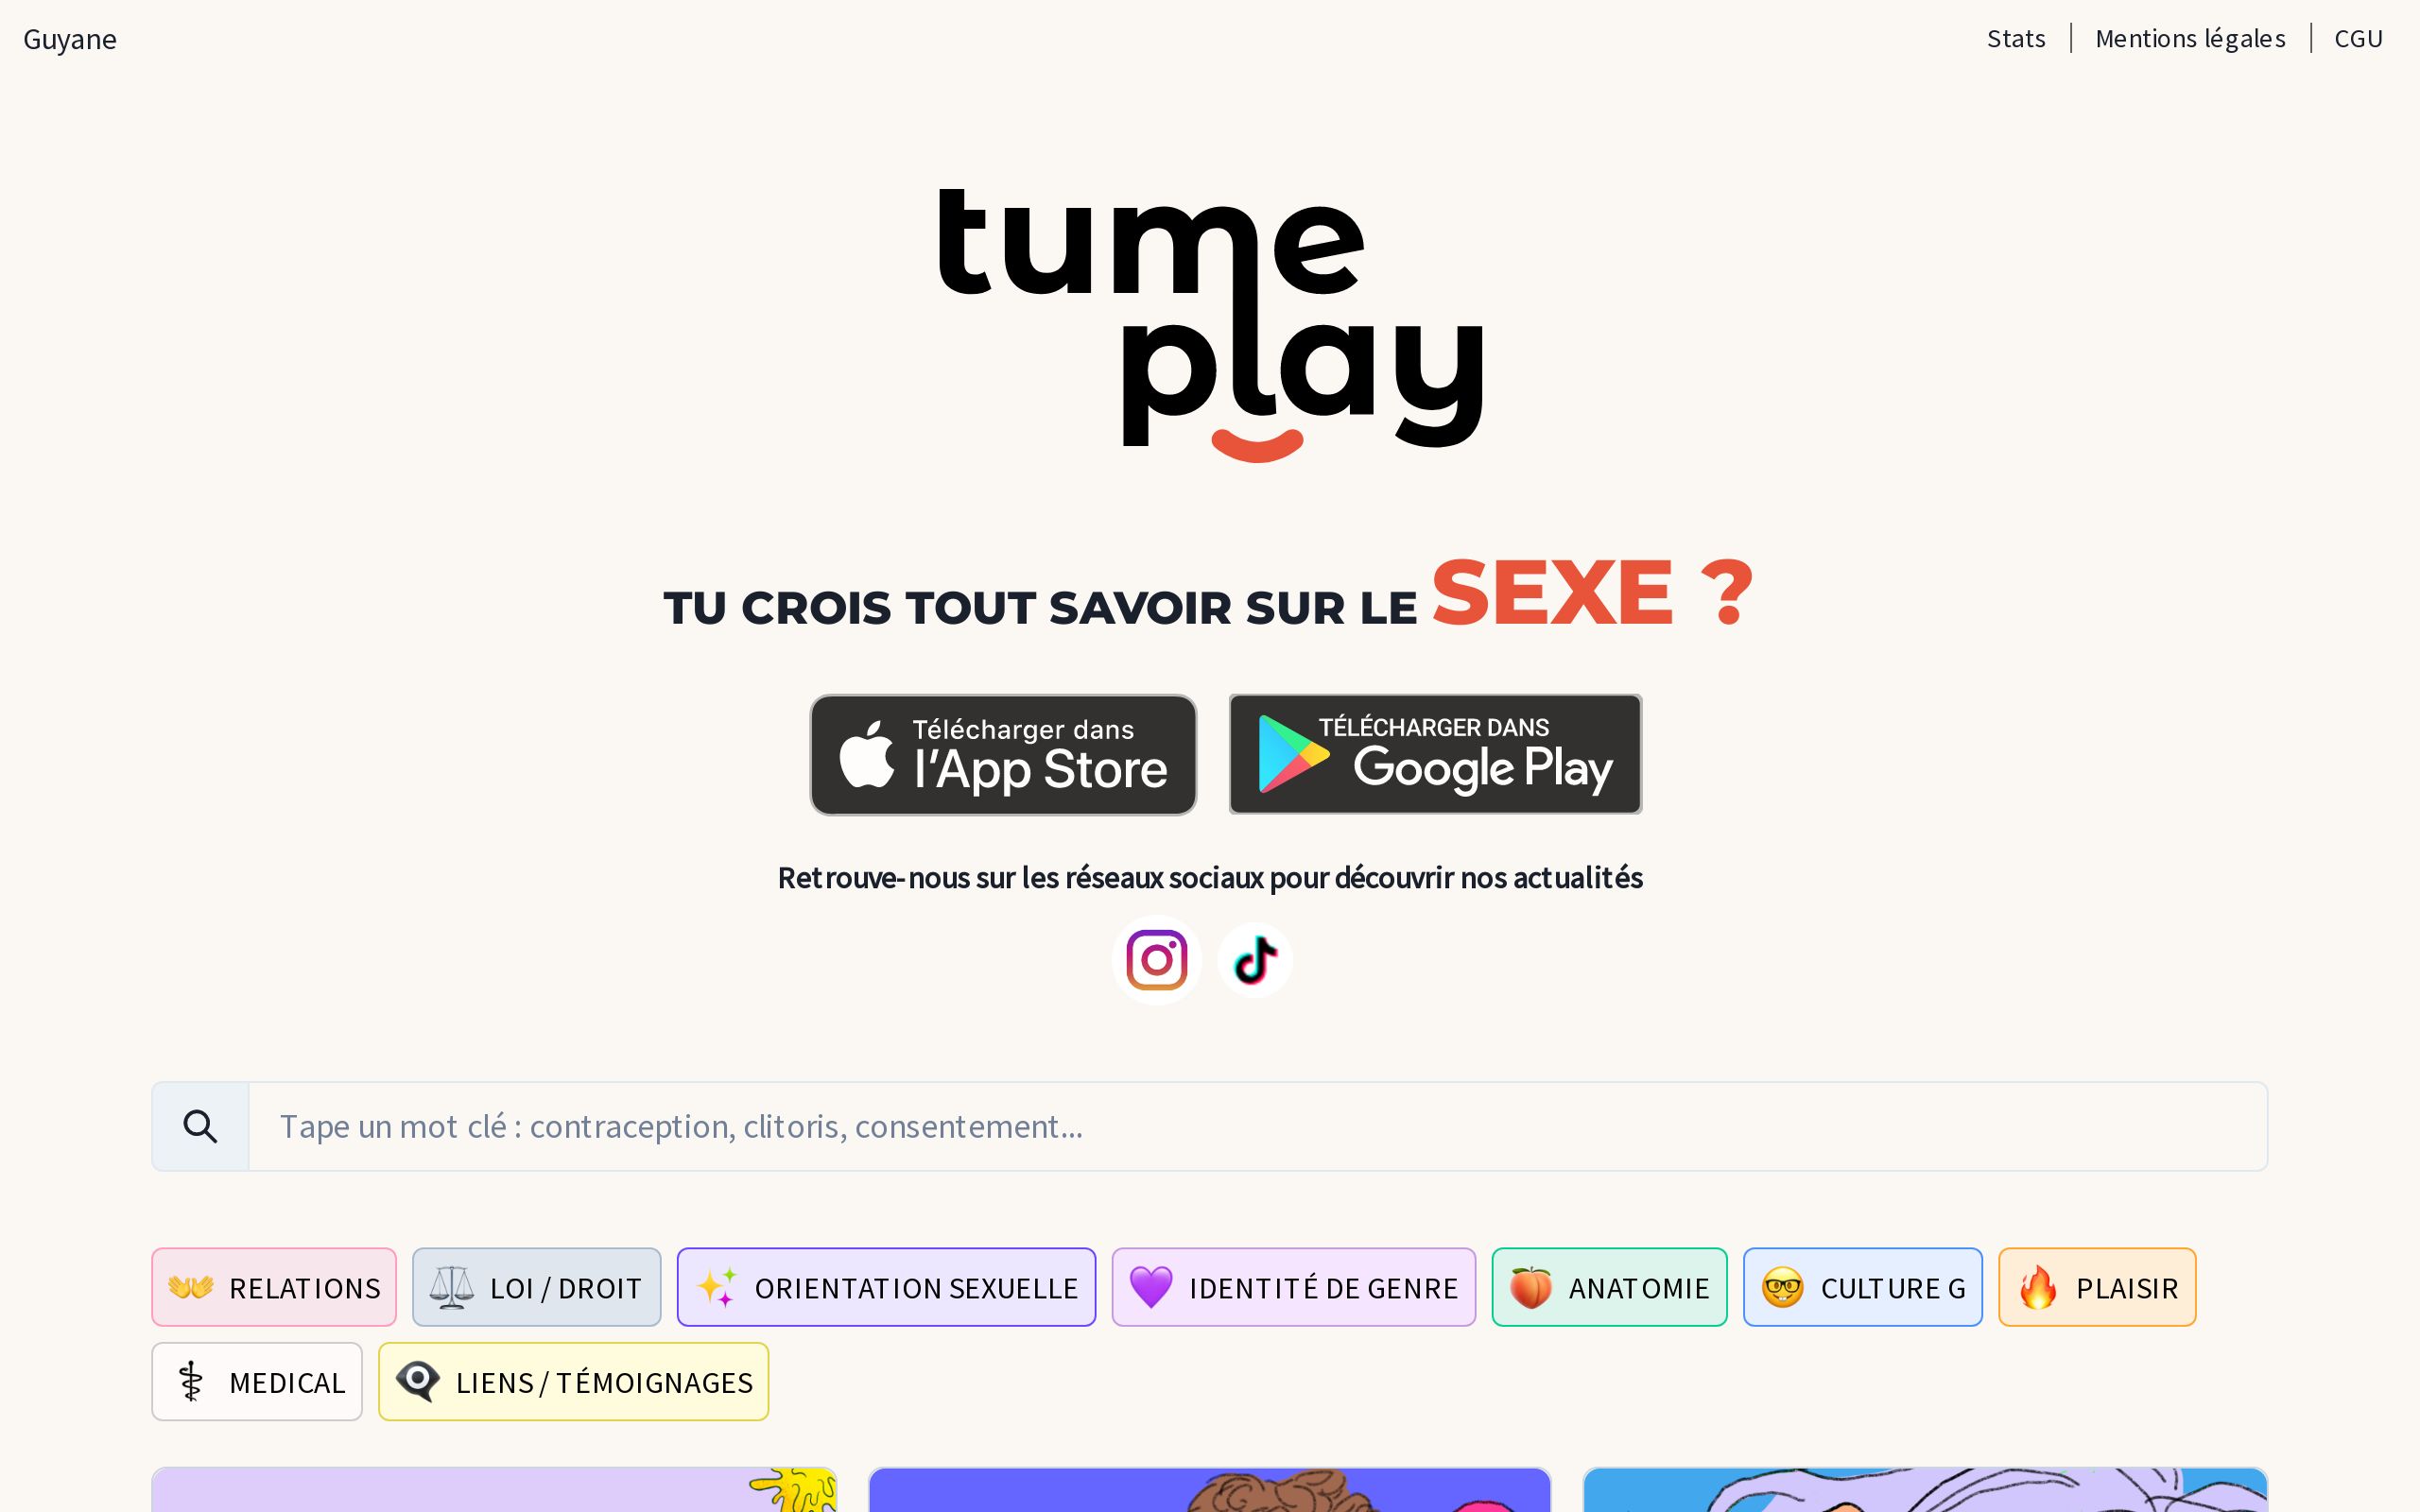 Guyane
Stats
Mentions légales
CGU
tume
play
TU CROIS TOUT SAVOIR SUR LE SEXE ?
Télécharger dans
l'App Store
TÉLÉCHARGER DANS
Google Play
Retrouve-nous sur les réseaux sociaux pour découvrir nos actualités
Tape un mot clé : contraception, clitoris, consentement...
RELATIONS
LOI / DROIT
ORIENTATION SEXUELLE
IDENTITÉ DE GENRE
ANATOMIE
CULTURE G
PLAISIR
MEDICAL
LIENS / TÉMOIGNAGES